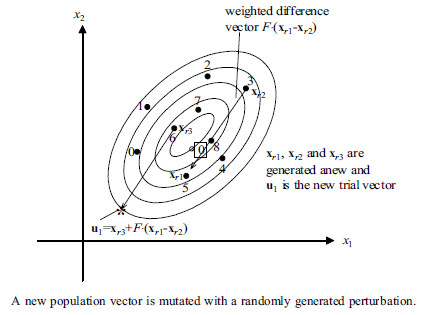 x2
weighted difference
vector F·(xr1-xr2)
2
3
xr2
1
7
xr3
6
0
0
8
xr1
4
5
xr1, xr2 and xr3 are
generated anew and
u1 is the new trial vector
*
u1=xr3+F·(xr1-xr2)
x1
A new population vector is mutated with a randomly generated perturbation.